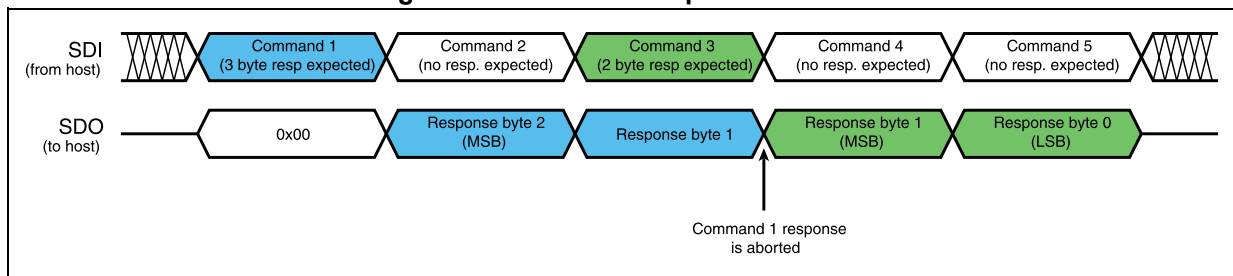 SDI
(from host)
Command 1
(3 byte resp expected)
Command 2
(no resp. expected)
Command 3
(2 byte resp expected)
Command 4
(no resp. expected)
Command 5
(no resp. expected)
SDO
(to host)
0x00
Response byte 2
(MSB)
Response byte 1
Response byte 1
(MSB)
Response byte 0
(LSB)
Command 1 response
is aborted